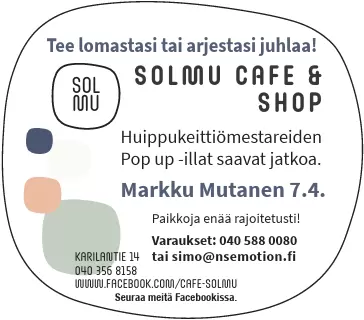 Tee lomastasi tai arjestasi juhlaa!
SOL
MU
SOLMU CAFE &
SHOP
Huippukeittiömestareiden
Pop up -illat saavat jatkoa.
Markku Mutanen 7.4.
Paikkoja enää rajoitetusti!
Varaukset: 040 588 0080
tai simo@nsemotion.fi
KARILANTIE 14
040 356 8158
WWW.FACEBOOK.COM/CAFE-SOLMU
Seuraa meitä Facebookissa.